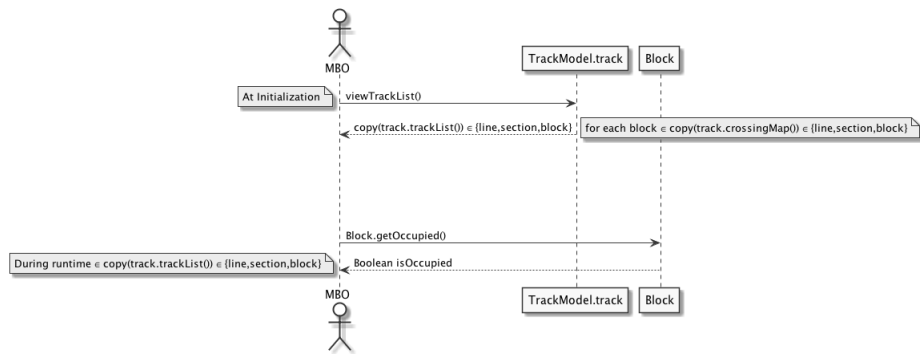 MBO
TrackModel.track
Block
At Initialization
viewTrackList()
copy(track.trackList()) ∈ {line,section,block}
for each block ∈ copy(track.crossingMap()) ∈ {line,section,block}
Block.getOccupied()
During runtime ∈ copy(track.trackList()) ∈ {line,section,block}
Boolean isOccupied
MBO
TrackModel.track
Block